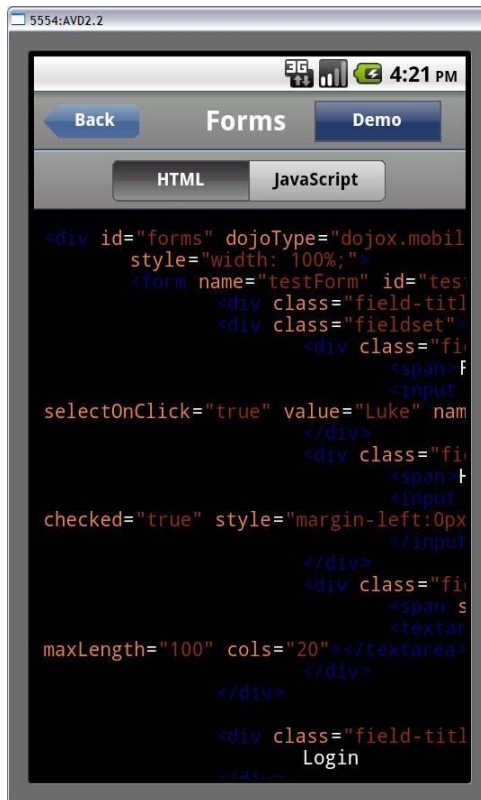 5554:AVD2.2
3G 4:21 PM
Back Forms Demo
HTML JavaScript
<div id="forms" dojoType="dojox.mobil
style="width: 100%;">
<form name="testForm" id="tes
<div class="field-titl
<div class="fieldset">
<div class="fi
<span>F
<input
selectOnClick="true" value="Luke" nam
</div>
<div class="fi
<span>H
<input
checked="true" style="margin-left:0px
</input
</div>
<div class="fi
<span s
<textar
maxLength="100" cols="20"></textarea>
</div>
</div>
<div class="field-titl
Login
</div>